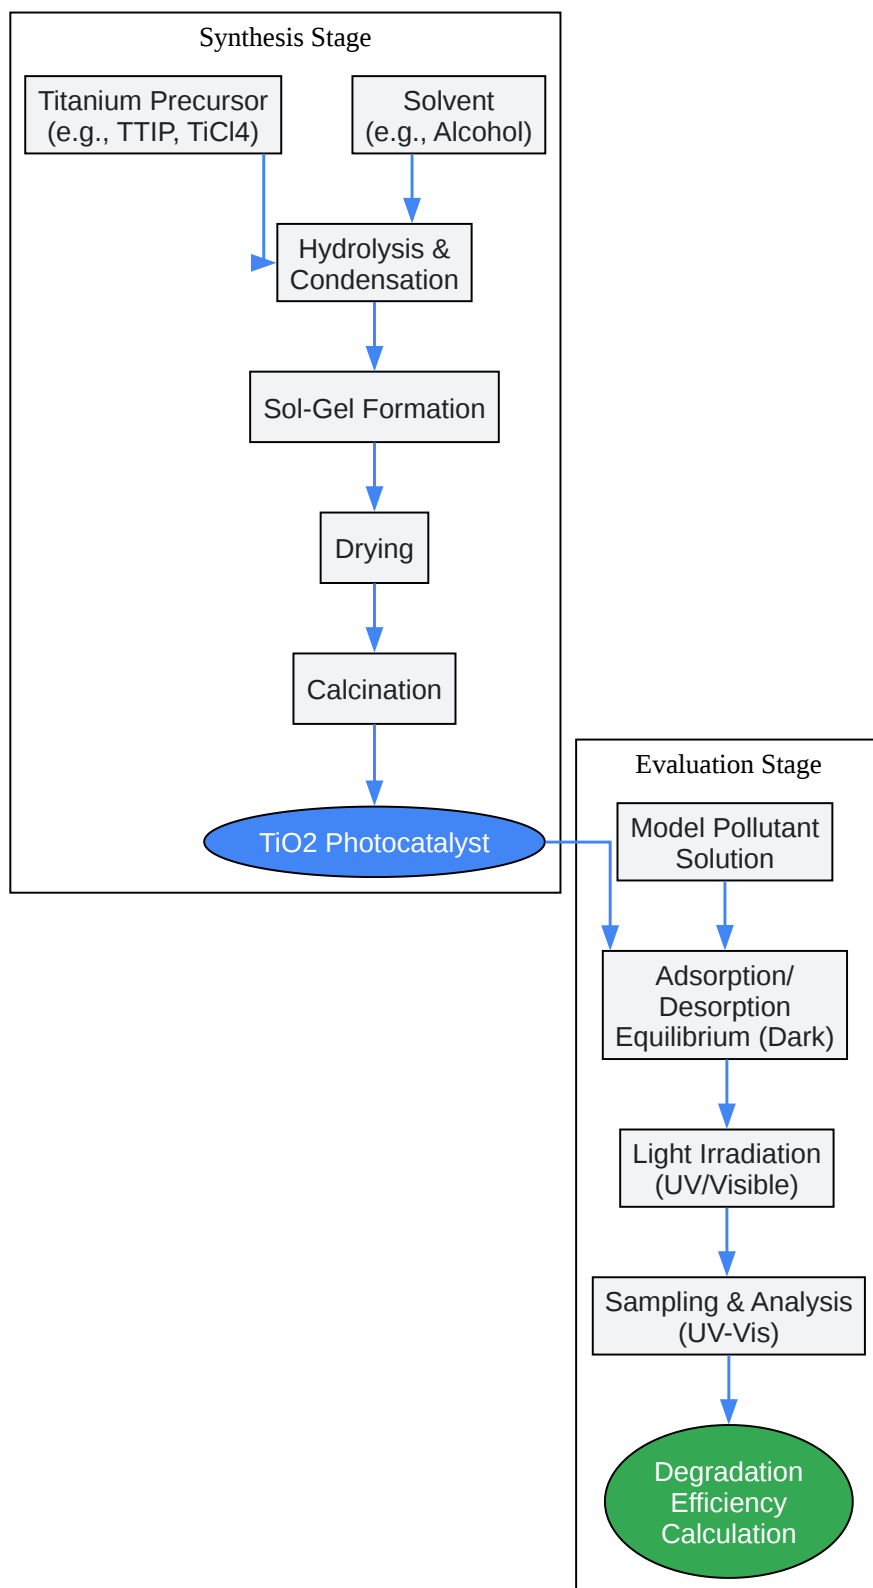 Synthesis Stage
Titanium Precursor
(e.g., TTIP, TiCl4)
Solvent
(e.g., Alcohol)
Hydrolysis &
Condensation
Sol-Gel Formation
Drying
Calcination
TiO2 Photocatalyst
Evaluation Stage
Model Pollutant
Solution
Adsorption/
Desorption
Equilibrium (Dark)
Light Irradiation
(UV/Visible)
Sampling & Analysis
(UV-Vis)
Degradation
Efficiency
Calculation